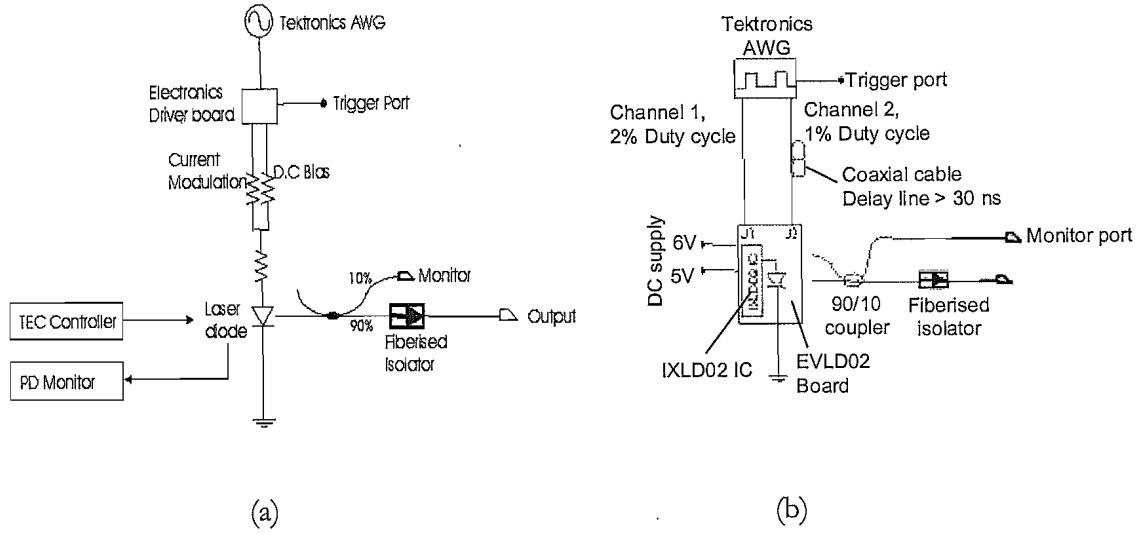 Tektronics AWG
Electronics
Driver board
Trigger Port
Current
Modulation
D.C Bias
10%
Monitor
TEC Controller
Laser
diode
90%
Fiberised
Isolator
Output
PD Monitor
(a)
Tektronics
AWG
Trigger port
Channel 1,
2% Duty cycle
Channel 2,
1% Duty cycle
Coaxial cable
Delay line > 30 ns
J1
J2
DC supply
6V
5V
Monitor port
90/10
coupler
Fiberised
isolator
IXLD02 IC
EVLD02
Board
(b)